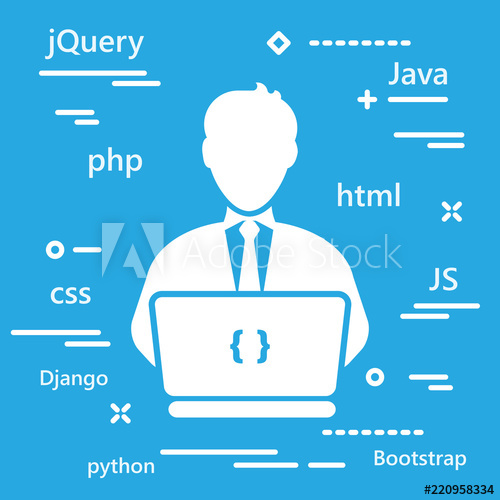 jQuery
Java
php
html
Adobe Stock
JS
css
{ }
Django
Bootstrap
python
#220958334